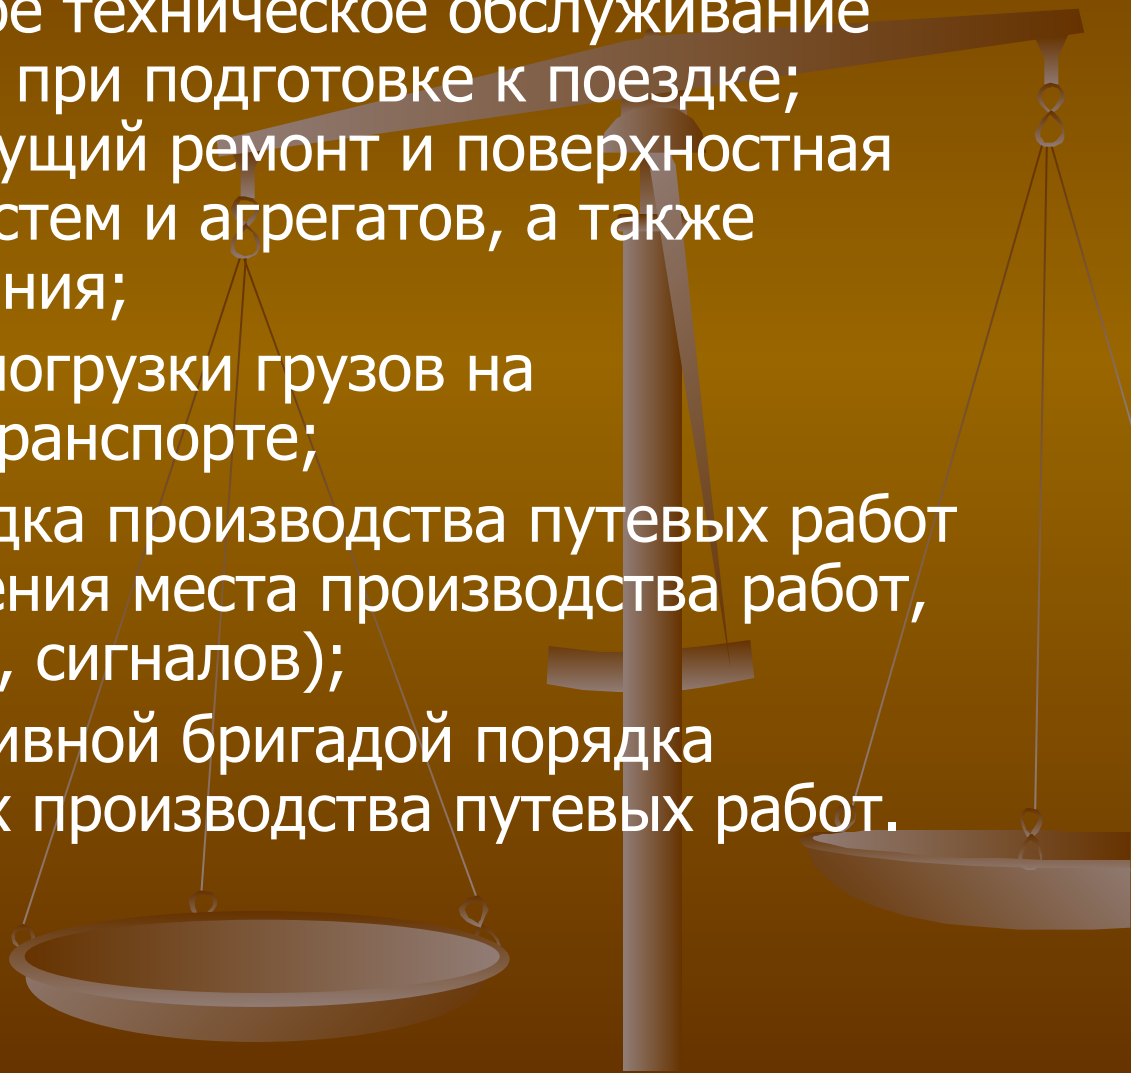 ое техническое обслуживание
при подготовке к поездке;
ущий ремонт и поверхностная
стем и агрегатов, а также
ния;
погрузки грузов на
ранспорте;
дка производства путевых работ
ения места производства работ,
, сигналов);
ивной бригадой порядка
х производства путевых работ.